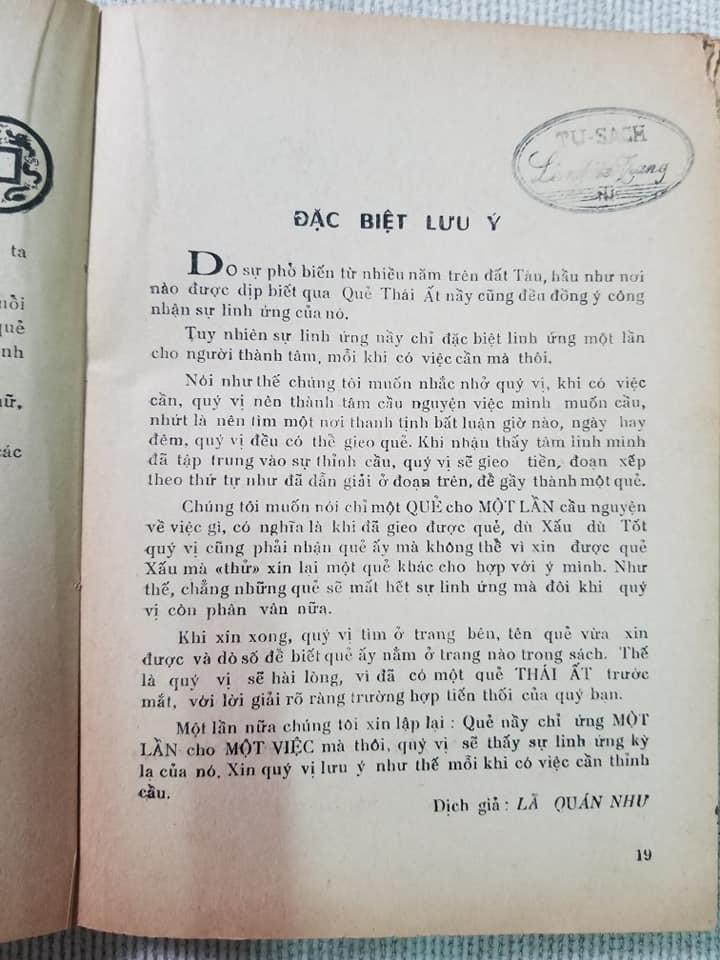 TỦ-SÁCH
ĐẶC BIỆT LƯU Ý
ta
nồi
quẻ
nh
ữ,
các
Do sự phổ biến từ nhiều năm trên đất Tàu, hầu như nơi
nào được dịp biết qua Quẻ Thái Ất nầy cũng đều đồng ý công
nhận sự linh ứng của nó.
Tuy nhiên sự linh ứng nầy chỉ đặc biệt linh ứng một lần
cho người thành tâm, mỗi khi có việc cần mà thôi.
Nói như thế chúng tôi muốn nhắc nhở quý vị, khi có việc
cần, quý vị nên thành tâm cầu nguyện việc mình muốn cầu,
nhứt là nên tìm một nơi thanh tịnh bất luận giờ nào, ngày hay
đêm, quý vị đều có thể gieo quẻ. Khi nhận thấy tâm linh mình
đã tập trung vào sự thỉnh cầu, quý vị sẽ gieo tiền, đoạn xếp
theo thứ tự như đã dẫn giải ở đoạn trên, để gầy thành một quẻ.
Chúng tôi muốn nói chỉ một QUẺ cho MỘT LẦN cầu nguyện
về việc gì, có nghĩa là khi đã gieo được quẻ, dù Xấu dù Tốt
quý vị cũng phải nhận quẻ ấy mà không thể vì xin được quẻ
Xấu mà «thử» xin lại một quẻ khác cho hợp với ý mình. Như
thế, chẳng những quẻ sẽ mất hết sự linh ứng mà đôi khi quý
vị còn phân vân nữa.
Khi xin xong, quý vị tìm ở trang bên, tên quẻ vừa xin
được và dò số để biết quẻ ấy nằm ở trang nào trong sách. Thế
là quý vị sẽ hài lòng, vì đã có một quẻ THÁI ẤT trước
mắt, với lời giải rõ ràng trường hợp tiến thối của quý bạn.
Một lần nữa chúng tôi xin lập lại : Quẻ nầy chỉ ứng MỘT
LẦN cho MỘT VIỆC mà thôi, quý vị sẽ thấy sự linh ứng kỳ
lạ của nó. Xin quý vị lưu ý như thế mỗi khi có việc cần thỉnh
cầu.
Dịch giả : LÃ QUÁN NHƯ
19